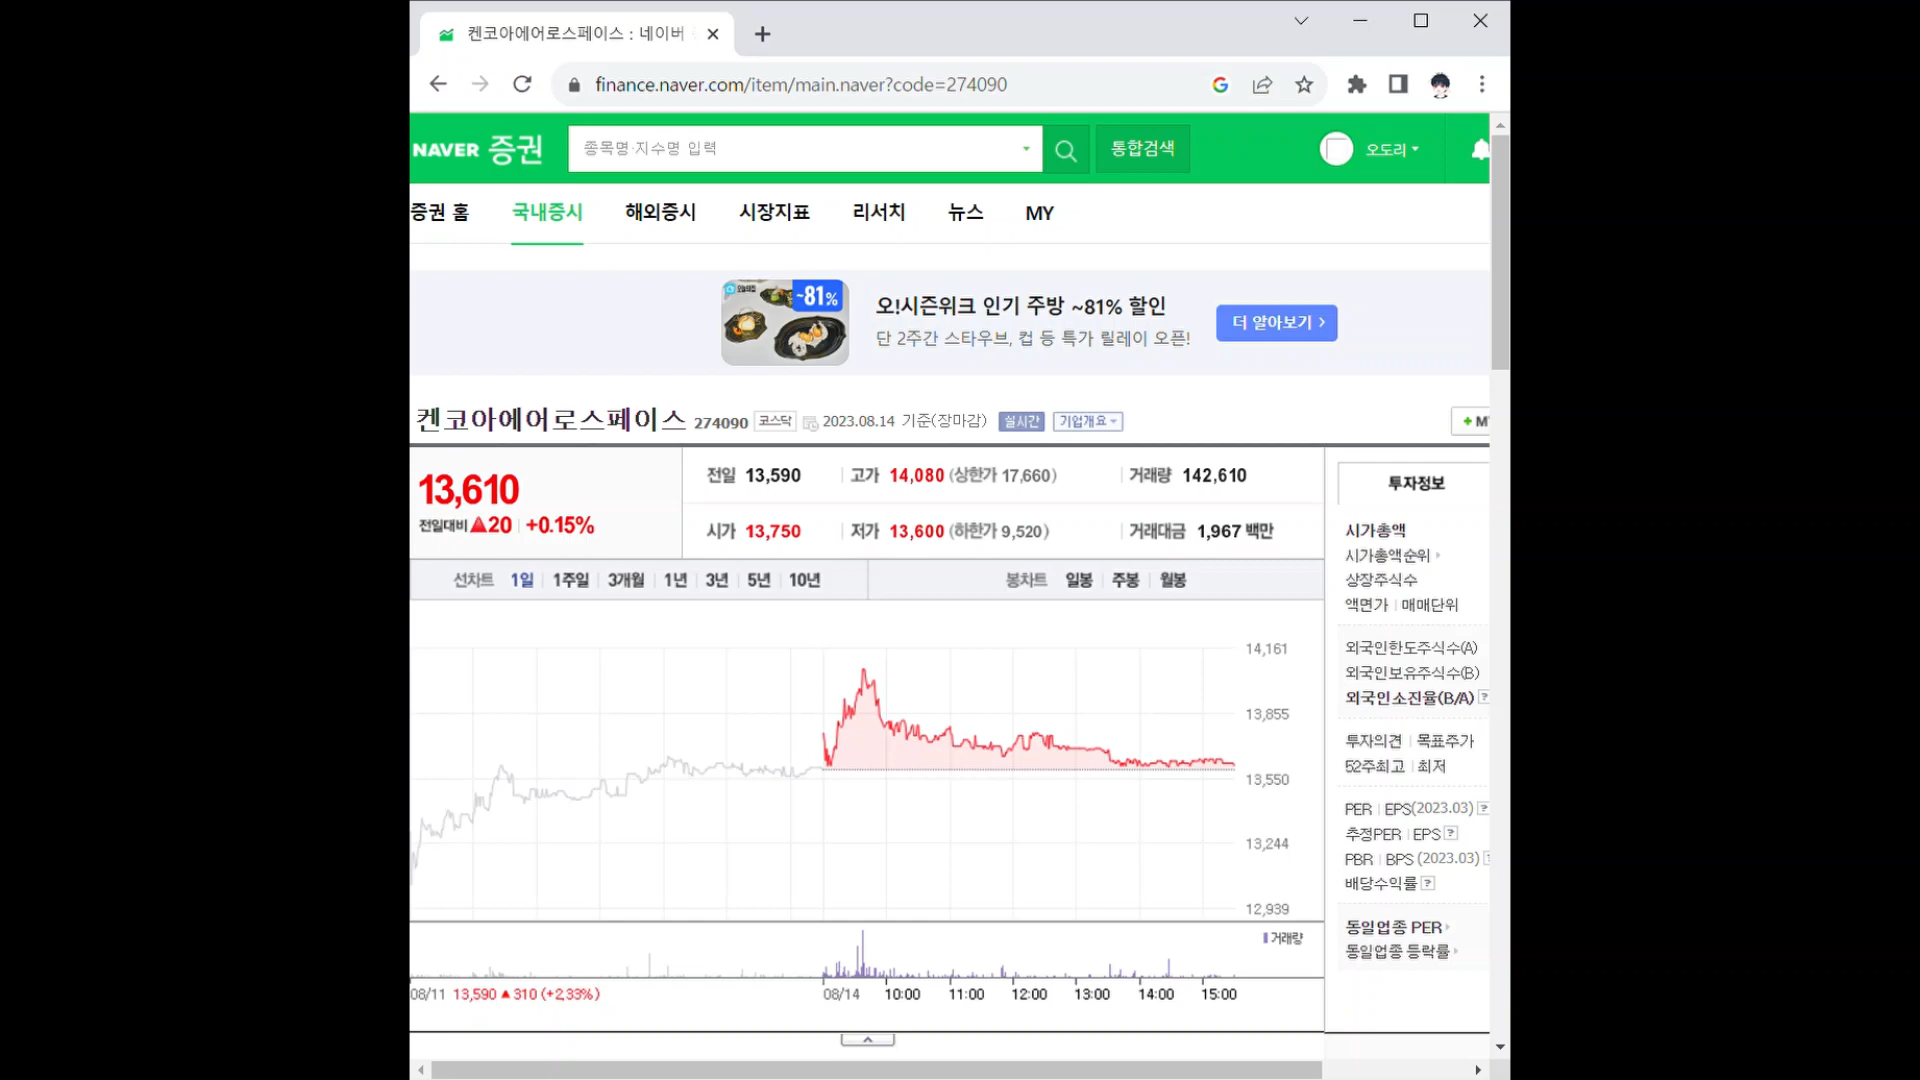 켄코아에어로스페이스 : 네이버
finance.naver.com/item/main.naver?code=274090
NAVER 증권
종목명·지수명 입력
통합검색
오도리
증권 홈 국내증시 해외증시 시장지표 리서치 뉴스 MY
~81%
오!시즌위크 인기 주방 ~81% 할인
단 2주간 스타우브, 컵 등 특가 릴레이 오픈!
더 알아보기
켄코아에어로스페이스 274090 코스닥 2023.08.14 기준(장마감) 실시간 기업개요
+ M
13,610
전일대비 ▲20 +0.15%
전일 13,590 고가 14,080 (상한가 17,660) 거래량 142,610
시가 13,750 저가 13,600 (하한가 9,520) 거래대금 1,967 백만
선차트 1일 1주일 3개월 1년 3년 5년 10년 봉차트 일봉 주봉 월봉
14,161
13,855
13,550
13,244
12,939
거래량
08/11 13,590 ▲310 (+2,33%)
08/14 10:00 11:00 12:00 13:00 14:00 15:00
투자정보
시가총액
시가총액순위
상장주식수
액면가 | 매매단위
외국인한도주식수(A)
외국인보유주식수(B)
외국인소진율(B/A) ?
투자의견 | 목표주가
52주최고 | 최저
PER | EPS(2023.03) ?
추정PER | EPS ?
PBR | BPS (2023.03) ?
배당수익률 ?
동일업종 PER
동일업종 등락률